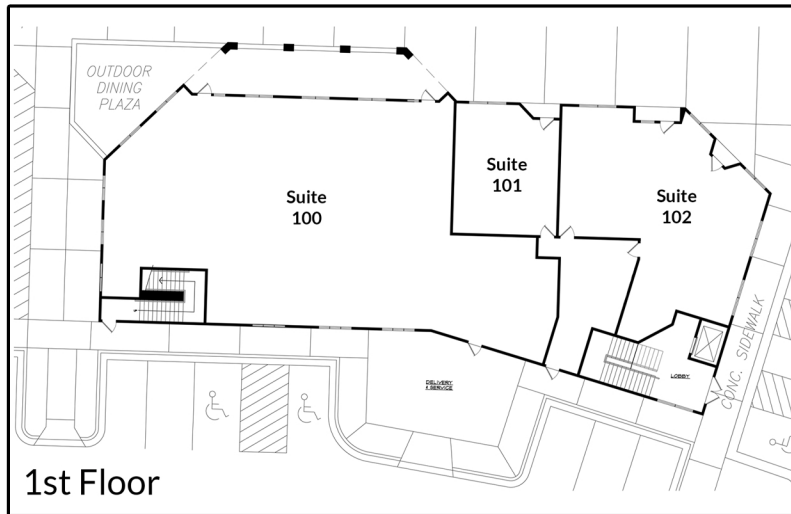 OUTDOOR
DINING
PLAZA
Suite
100
Suite
101
Suite
102
DELIVERY
& SERVICE
LOBBY
CONC. SIDEWALK
1st Floor